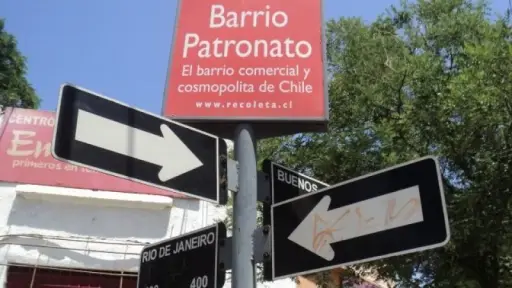 Barrio
Patronato
El barrio comercial y
cosmopolita de Chile
www.recoleta.cl
CENTRO
primeros en
BUENOS
RIO DE JANEIRO
400